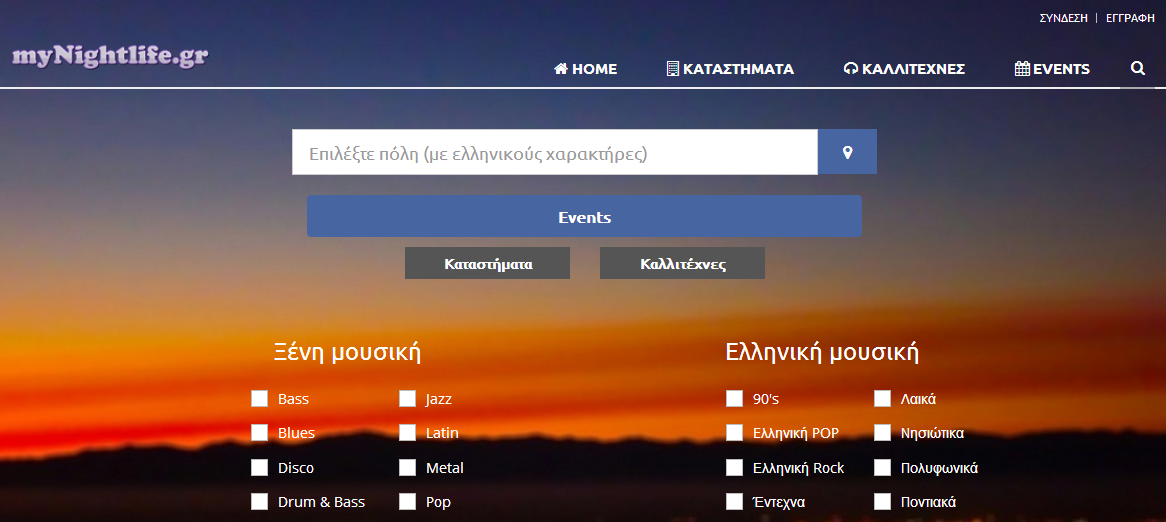 ΣΥΝΔΕΣΗ | ΕΓΓΡΑΦΗ
myNightlife.gr
HOME ΚΑΤΑΣΤΗΜΑΤΑ ΚΑΛΛΙΤΕΧΝΕΣ EVENTS
Επιλέξτε πόλη (με ελληνικούς χαρακτήρες)
Events
Καταστήματα Καλλιτέχνες
Ξένη μουσική Ελληνική μουσική
Bass Jazz 90's Λαικά
Blues Latin Ελληνική POP Νησιώτικα
Disco Metal Ελληνική Rock Πολυφωνικά
Drum & Bass Pop Έντεχνα Ποντιακά